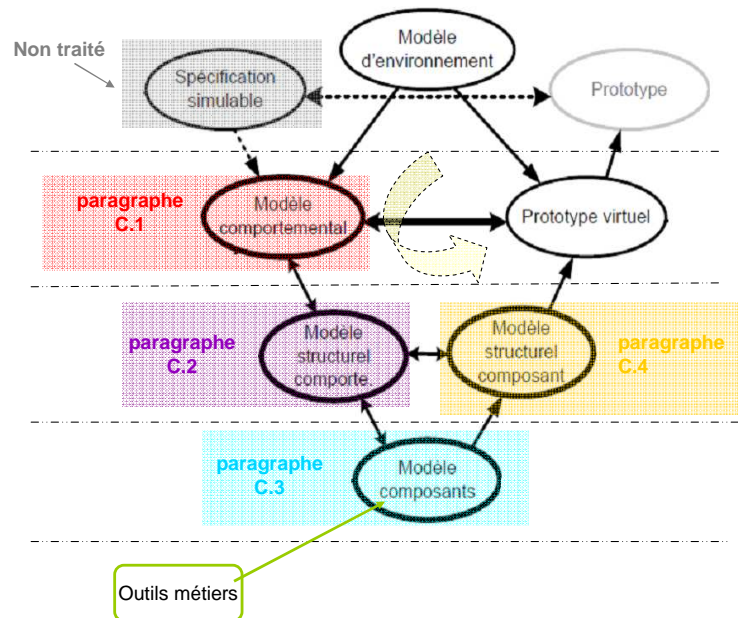 Non traité
Spécification
simulable
Modèle
d'environnement
Prototype
paragraphe
C.1
Modèle
comportemental
Prototype virtuel
paragraphe
C.2
Modèle
structurel
comporte
Modèle
structurel
composant
paragraphe
C.4
paragraphe
C.3
Modèle
composants
Outils métiers